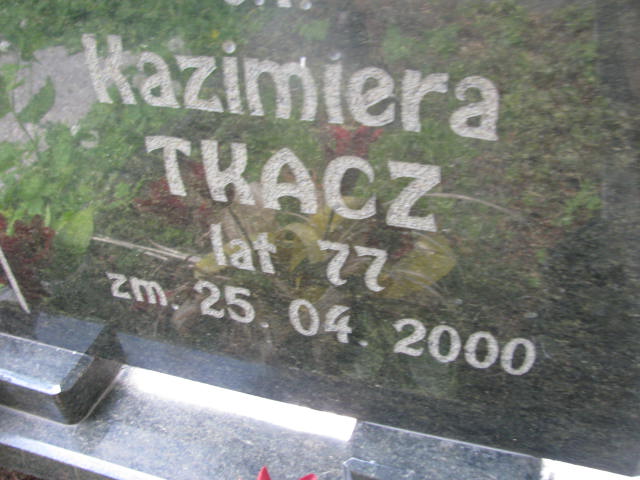 Kazimiera
TKACZ
lat 77
zm. 25. 04. 2000